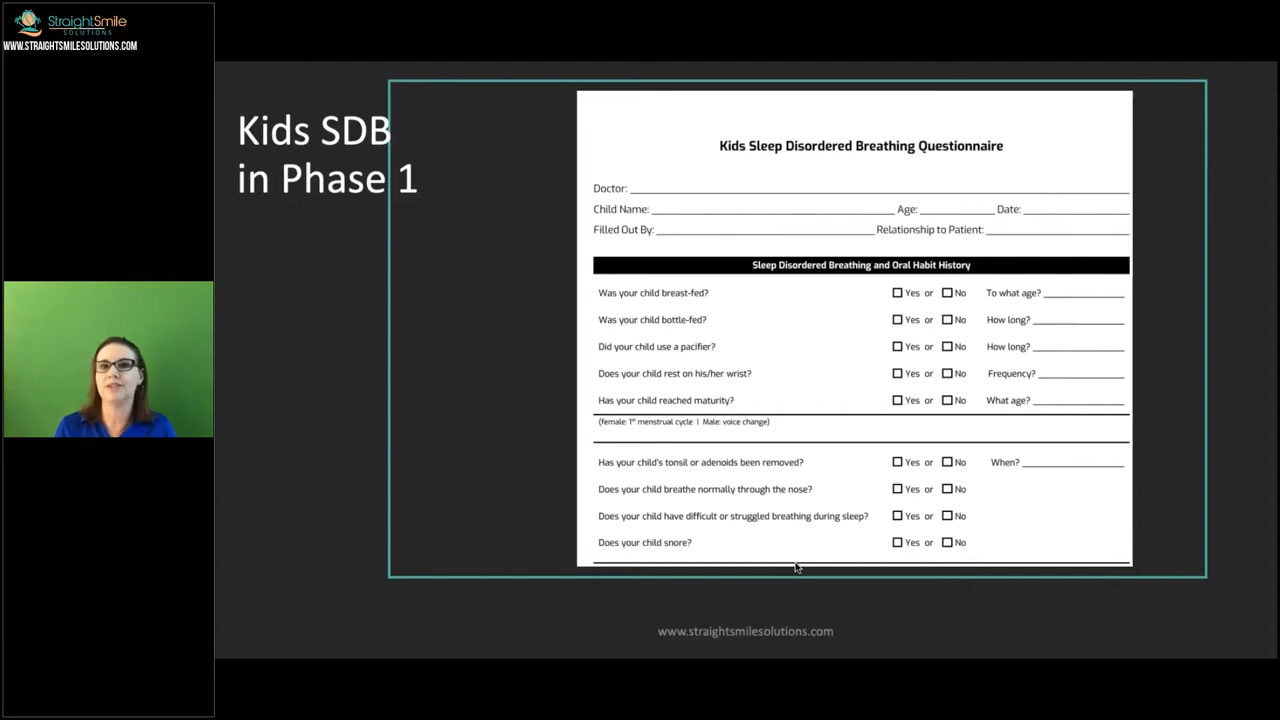 StraightSmile
SOLUTIONS
WWW.STRAIGHTSMILESOLUTIONS.COM
Kids SDB
in Phase 1
Kids Sleep Disordered Breathing Questionnaire
Doctor:
Child Name: Age: Date:
Filled Out By: Relationship to Patient:
Sleep Disordered Breathing and Oral Habit History
Was your child breast-fed? Yes or No To what age?
Was your child bottle-fed? Yes or No How long?
Did your child use a pacifier? Yes or No How long?
Does your child rest on his/her wrist? Yes or No Frequency?
Has your child reached maturity? Yes or No What age?
(female: 1st menstrual cycle | Male: voice change)
Has your child's tonsil or adenoids been removed? Yes or No When?
Does your child breathe normally through the nose? Yes or No
Does your child have difficult or struggled breathing during sleep? Yes or No
Does your child snore? Yes or No
www.straightsmilesolutions.com